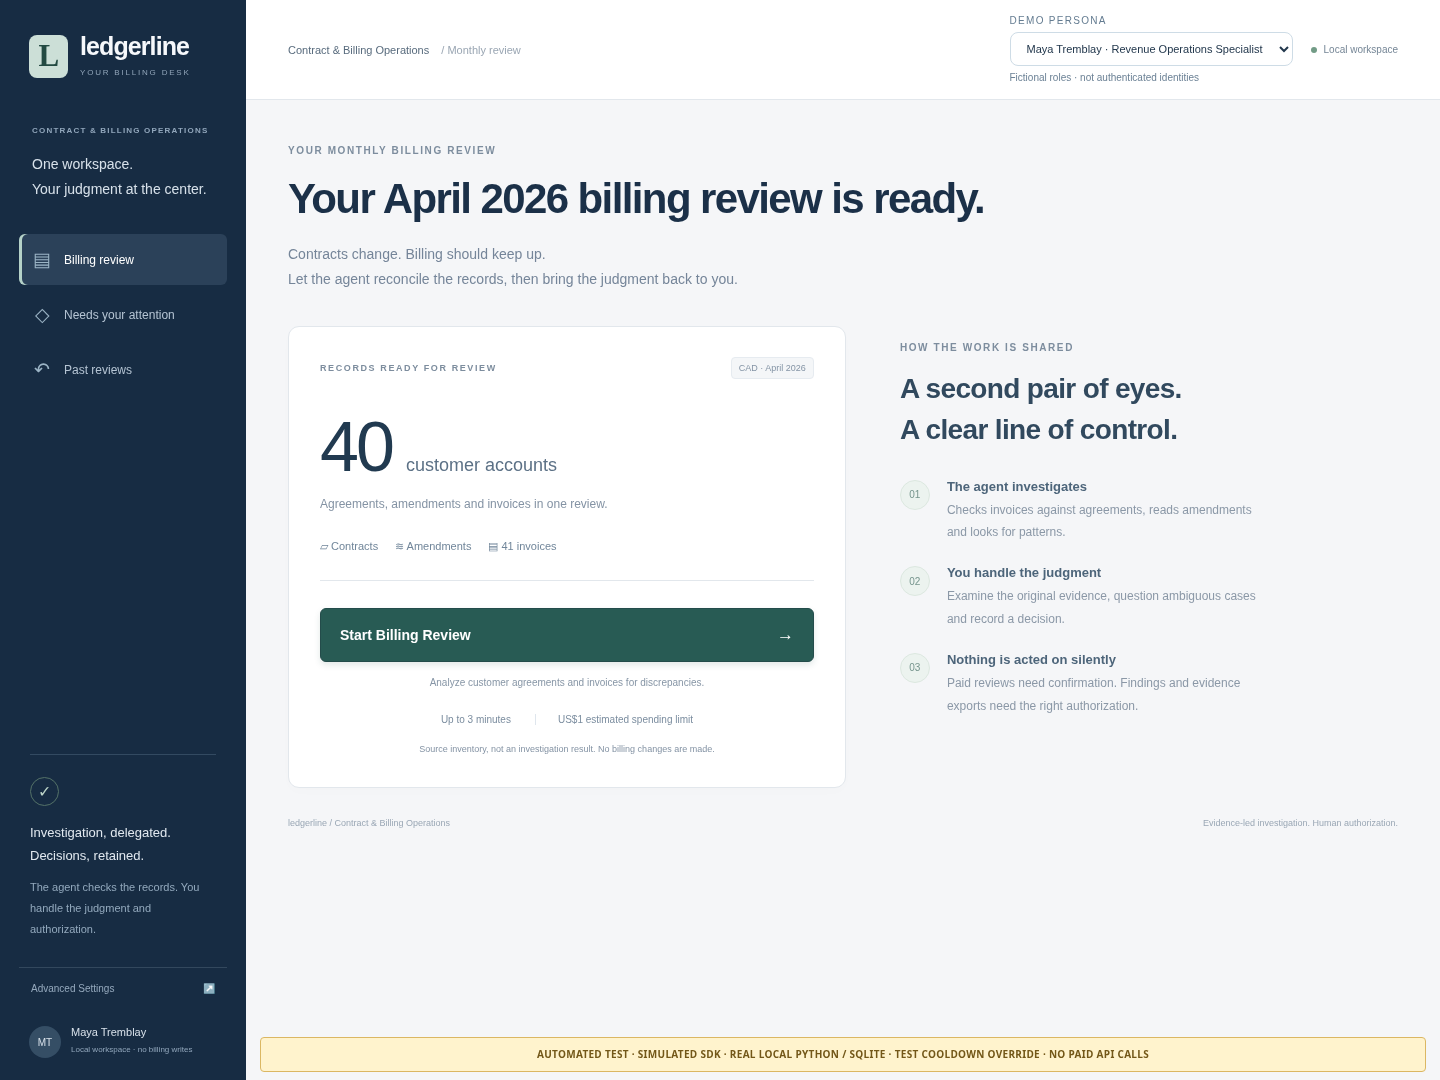 L ledgerline
YOUR BILLING DESK
CONTRACT & BILLING OPERATIONS
One workspace.
Your judgment at the center.
Billing review
Needs your attention
Past reviews
Investigation, delegated.
Decisions, retained.
The agent checks the records. You
handle the judgment and
authorization.
Advanced Settings
MT Maya Tremblay
Local workspace · no billing writes
Contract & Billing Operations / Monthly review
DEMO PERSONA
Maya Tremblay · Revenue Operations Specialist
Local workspace
Fictional roles · not authenticated identities
YOUR MONTHLY BILLING REVIEW
Your April 2026 billing review is ready.
Contracts change. Billing should keep up.
Let the agent reconcile the records, then bring the judgment back to you.
RECORDS READY FOR REVIEW
CAD · April 2026
40 customer accounts
Agreements, amendments and invoices in one review.
Contracts Amendments 41 invoices
Start Billing Review →
Analyze customer agreements and invoices for discrepancies.
Up to 3 minutes US$1 estimated spending limit
Source inventory, not an investigation result. No billing changes are made.
HOW THE WORK IS SHARED
A second pair of eyes.
A clear line of control.
01 The agent investigates
Checks invoices against agreements, reads amendments
and looks for patterns.
02 You handle the judgment
Examine the original evidence, question ambiguous cases
and record a decision.
03 Nothing is acted on silently
Paid reviews need confirmation. Findings and evidence
exports need the right authorization.
ledgerline / Contract & Billing Operations
Evidence-led investigation. Human authorization.
AUTOMATED TEST · SIMULATED SDK · REAL LOCAL PYTHON / SQLITE · TEST COOLDOWN OVERRIDE · NO PAID API CALLS